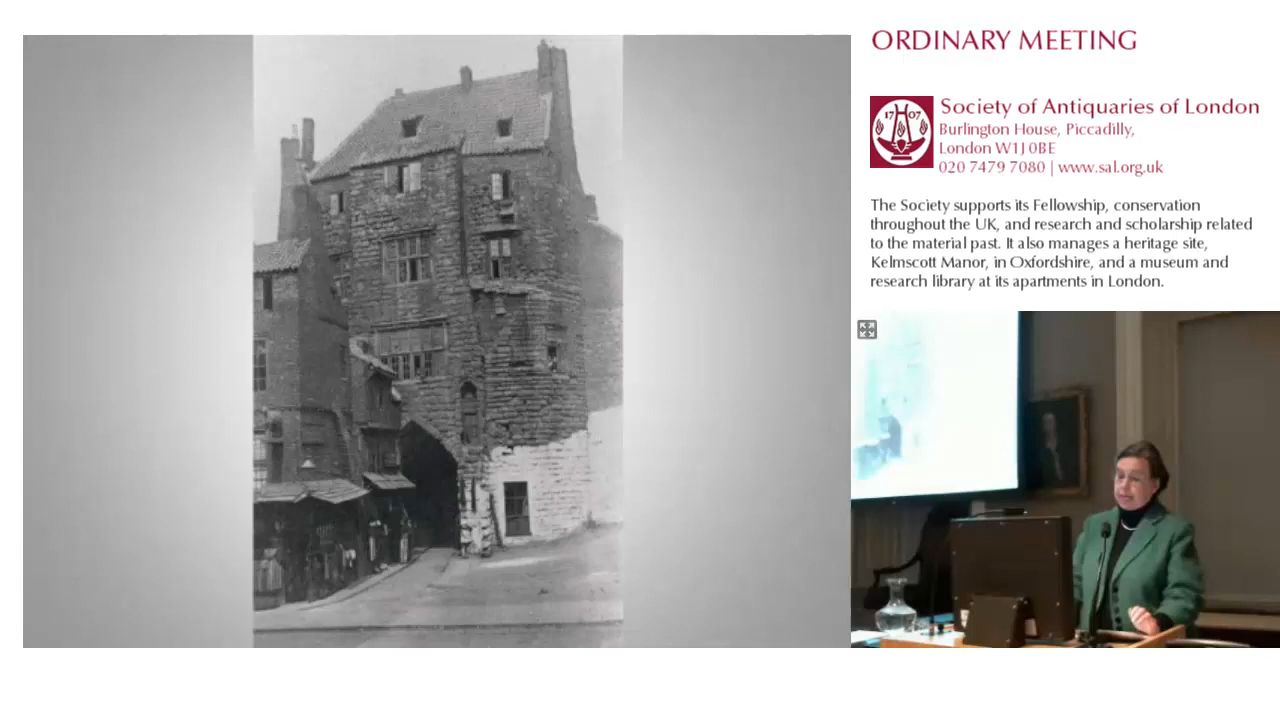 ORDINARY MEETING
17 07
Society of Antiquaries of London
Burlington House, Piccadilly,
London W1J 0BE
020 7479 7080 | www.sal.org.uk
The Society supports its Fellowship, conservation
throughout the UK, and research and scholarship related
to the material past. It also manages a heritage site,
Kelmscott Manor, in Oxfordshire, and a museum and
research library at its apartments in London.